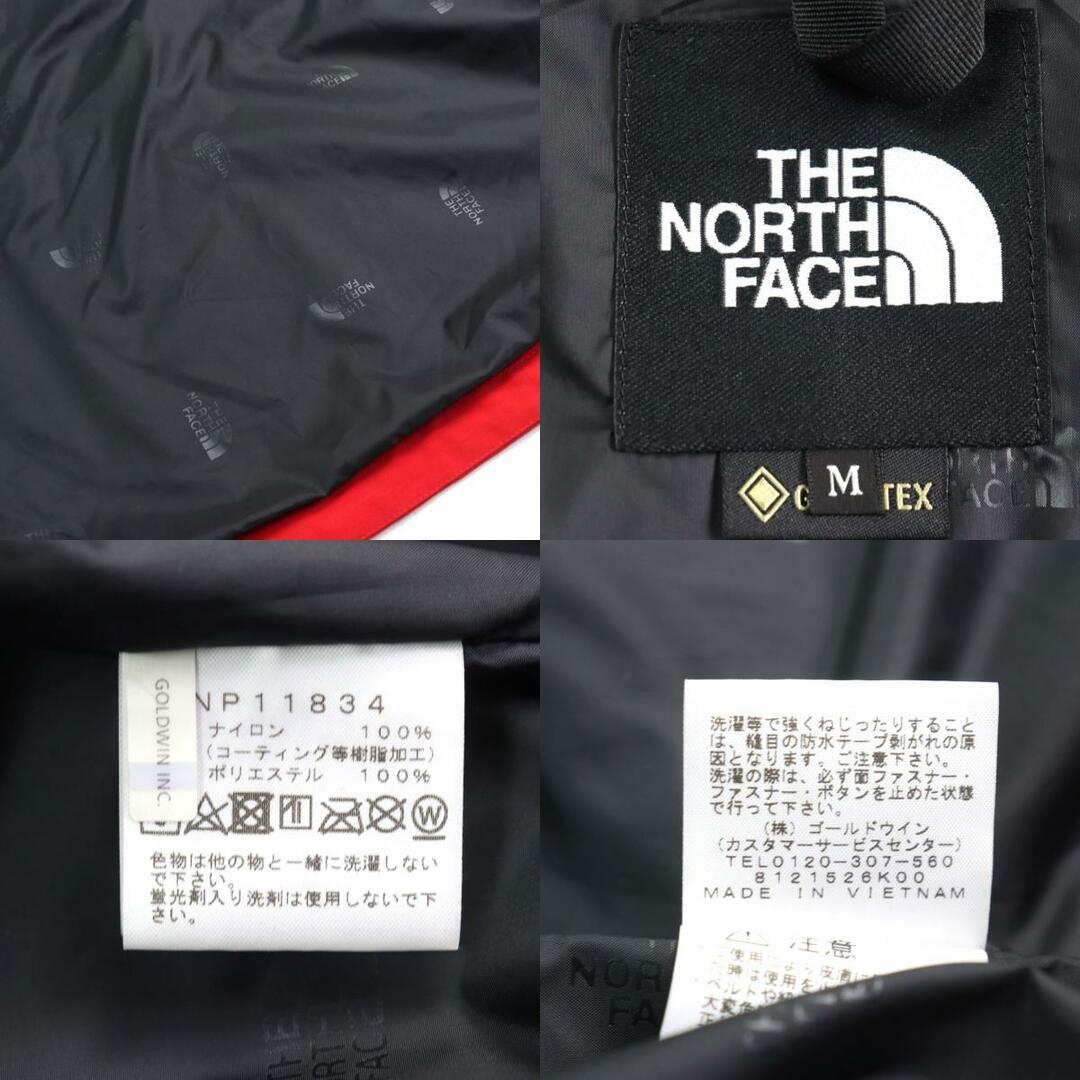 THE
NORTH
FACE
THE
NORTH
FACE
THE
NORTH
FACE
THE
NORTH
FACE
M
TEX
GOLDWIN INC.
NP11834
ナイロン 100%
(コーティング等樹脂加工)
ポリエステル 100%
W
色物は他の物と一緒に洗濯しない
で下さい。
蛍光剤入り洗剤は使用しないで下
さい。
洗濯等で強くねじったりすること
は、縫目の防水テープ剥がれの原
因となります。ご注意下さい。
洗濯の際は、必ず面ファスナー・
ファスナー・ボタンを止めた状態
で行って下さい。
(株) ゴールドウイン
(カスタマーサービスセンター)
TEL0120-307-560
8121526K00
MADE IN VIETNAM
注意
NOR
FA